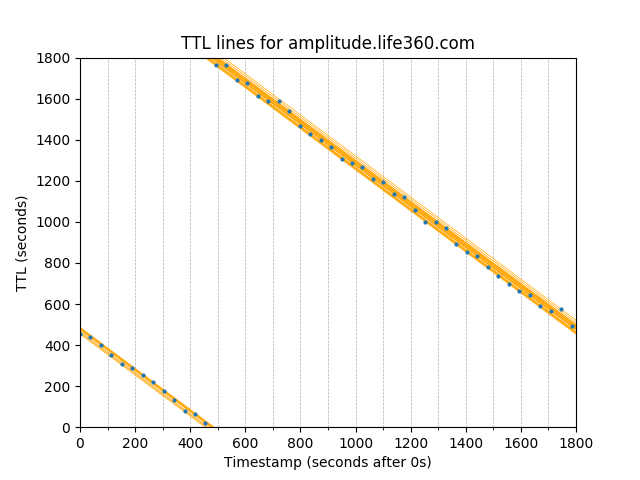 TTL lines for amplitude.life360.com
1800
1600
1400
1200
1000
800
600
400
200
0
TTL (seconds)
0 200 400 600 800 1000 1200 1400 1600 1800
Timestamp (seconds after 0s)